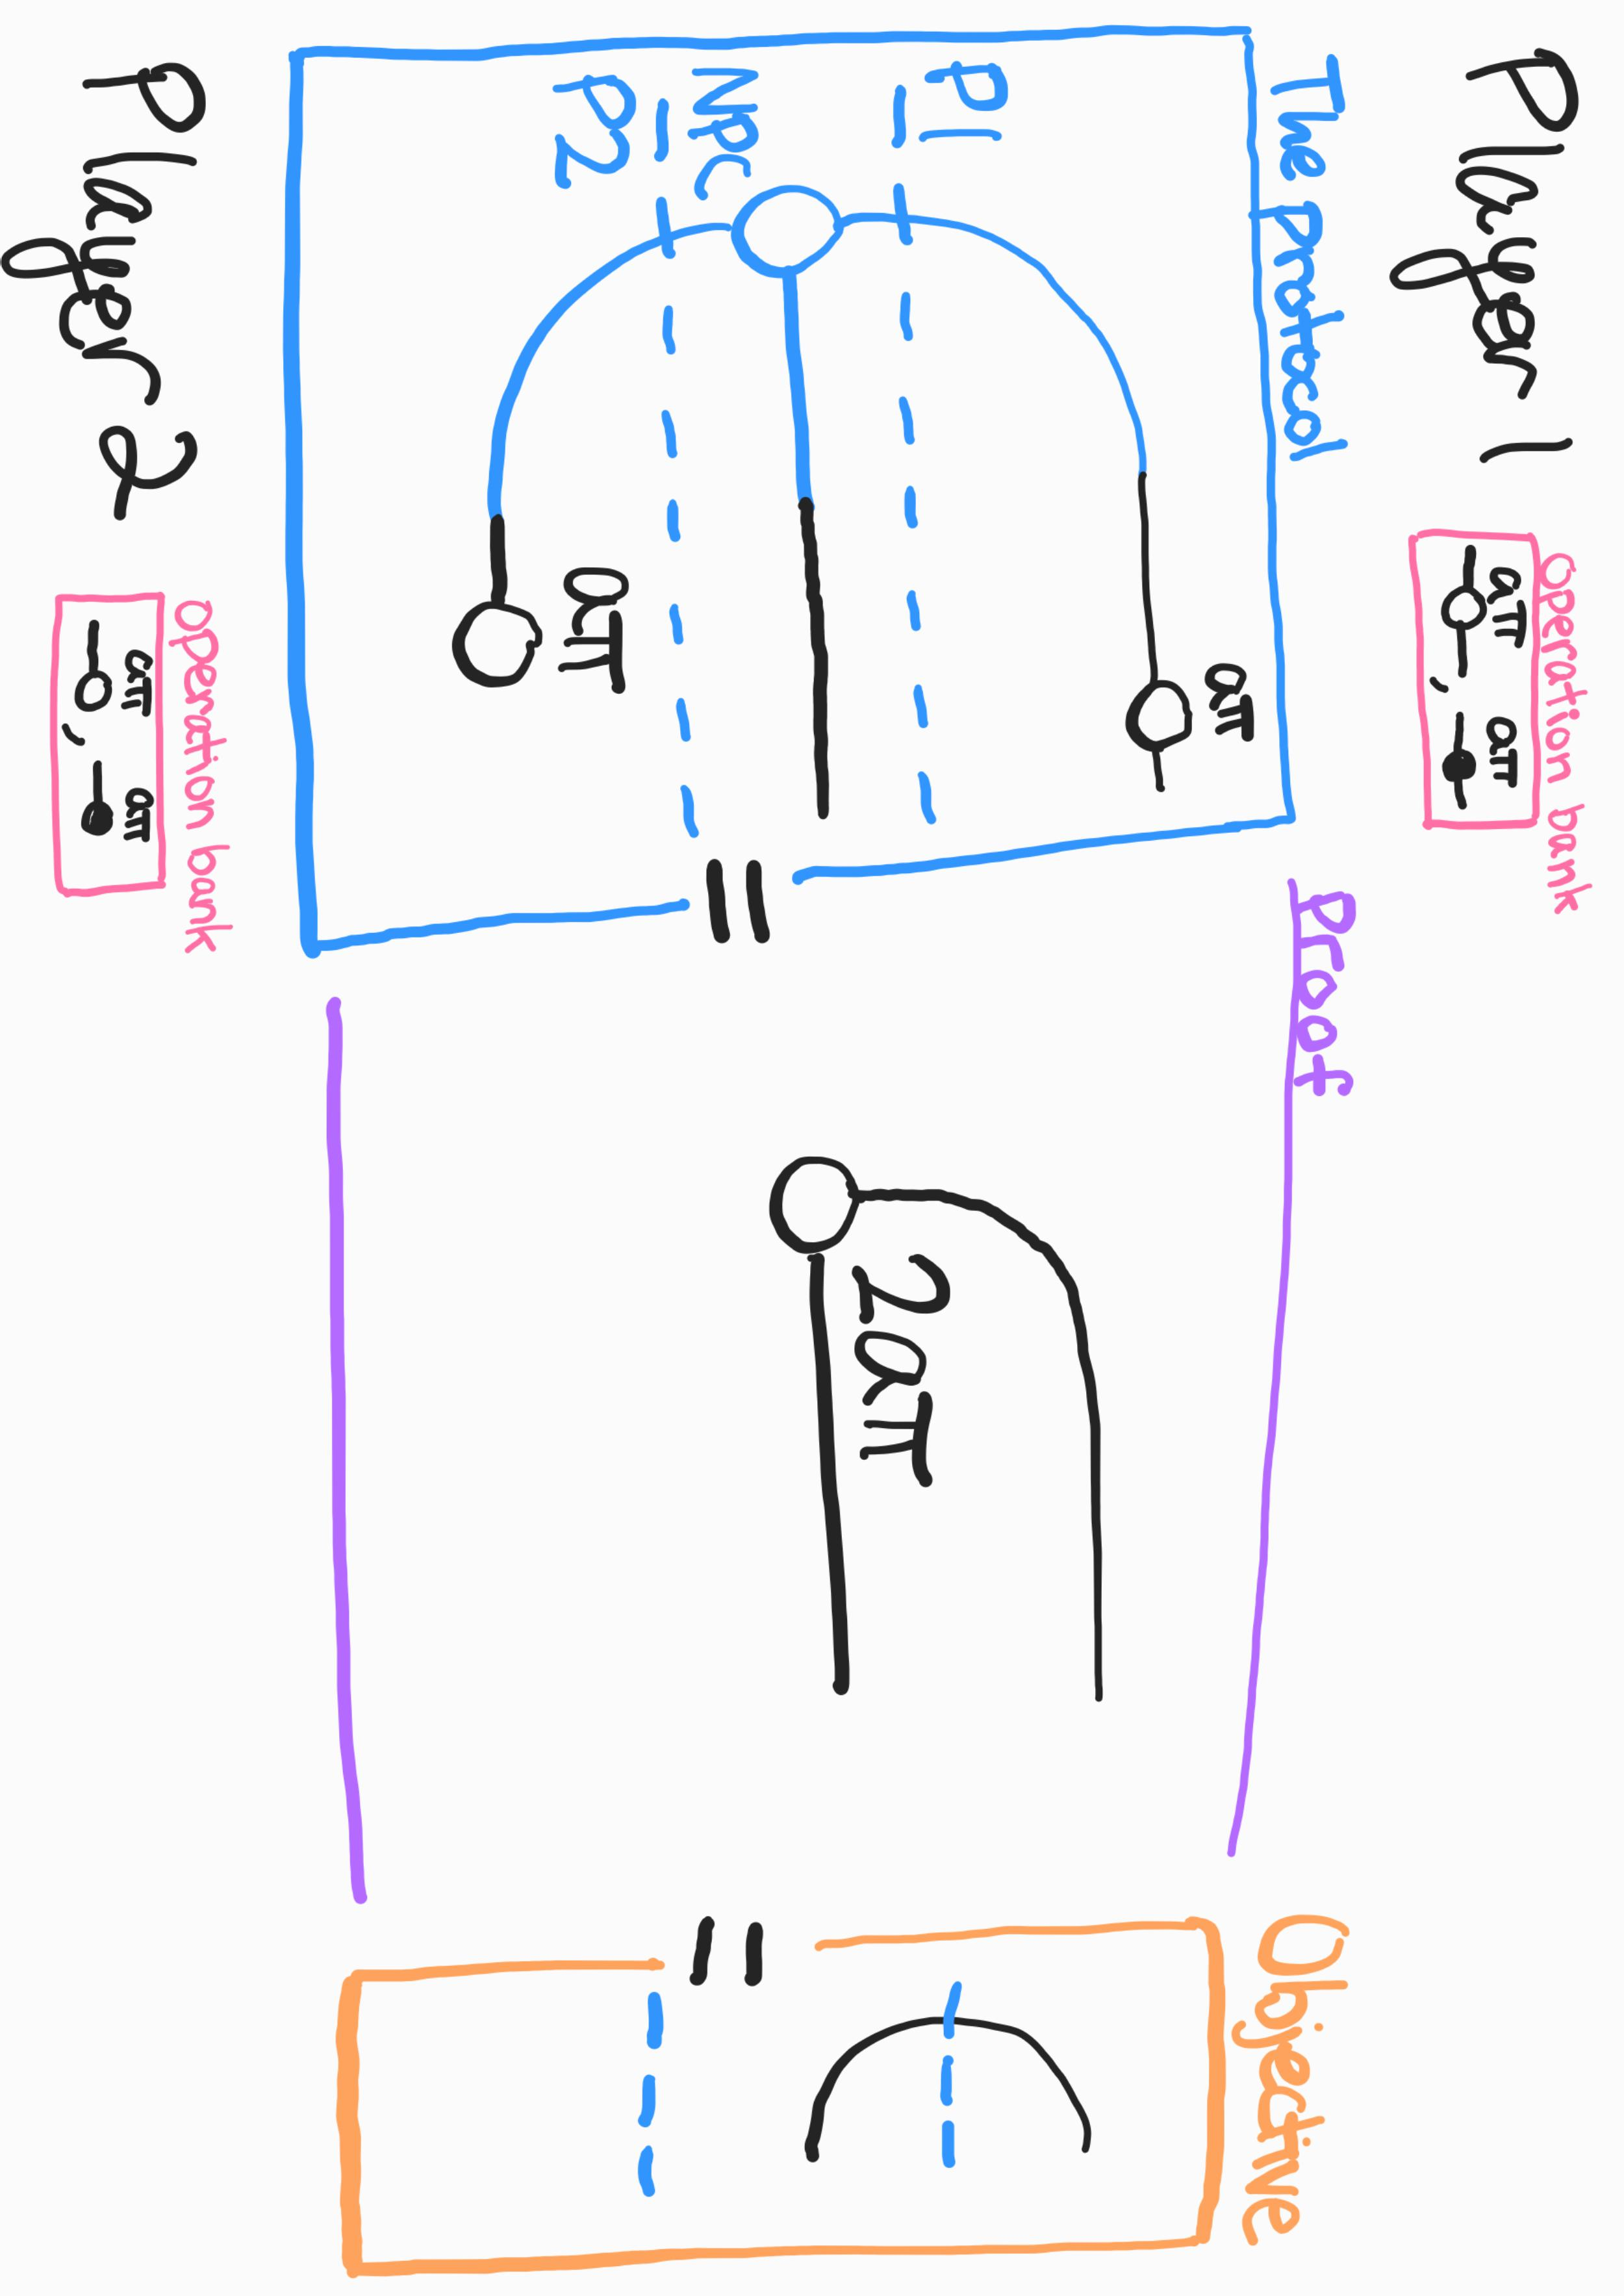 Player 1
Operation bank
aπ , aπ
The Protocol
Proof
Objective
aπ
P1
2aπ
NPC
=
=
P2
aπ
Operation bank
aπ , aπ
Player 2